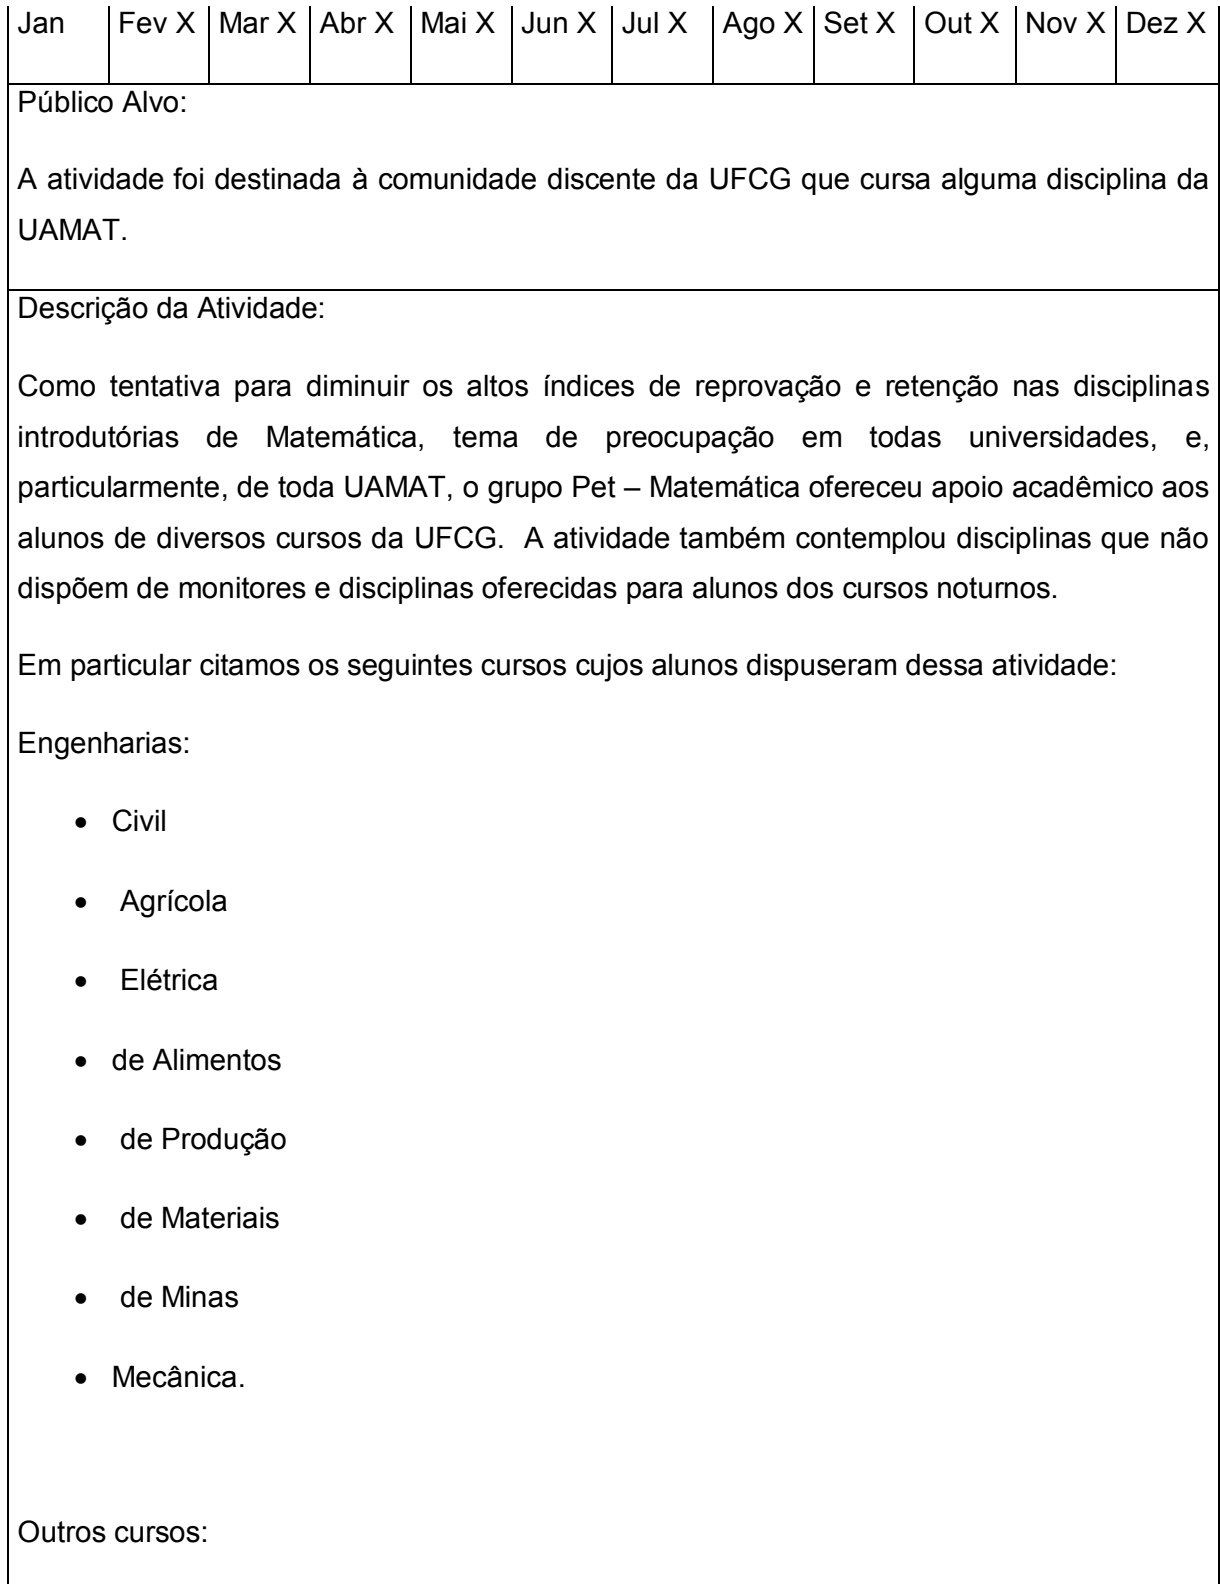 Jan Fev X Mar X Abr X Mai X Jun X Jul X Ago X Set X Out X Nov X Dez X
Público Alvo:
A atividade foi destinada à comunidade discente da UFCG que cursa alguma disciplina da
UAMAT.
Descrição da Atividade:
Como tentativa para diminuir os altos índices de reprovação e retenção nas disciplinas
introdutórias de Matemática, tema de preocupação em todas universidades, e,
particularmente, de toda UAMAT, o grupo Pet – Matemática ofereceu apoio acadêmico aos
alunos de diversos cursos da UFCG. A atividade também contemplou disciplinas que não
dispõem de monitores e disciplinas oferecidas para alunos dos cursos noturnos.
Em particular citamos os seguintes cursos cujos alunos dispuseram dessa atividade:
Engenharias:
• Civil
• Agrícola
• Elétrica
• de Alimentos
• de Produção
• de Materiais
• de Minas
• Mecânica.
Outros cursos: